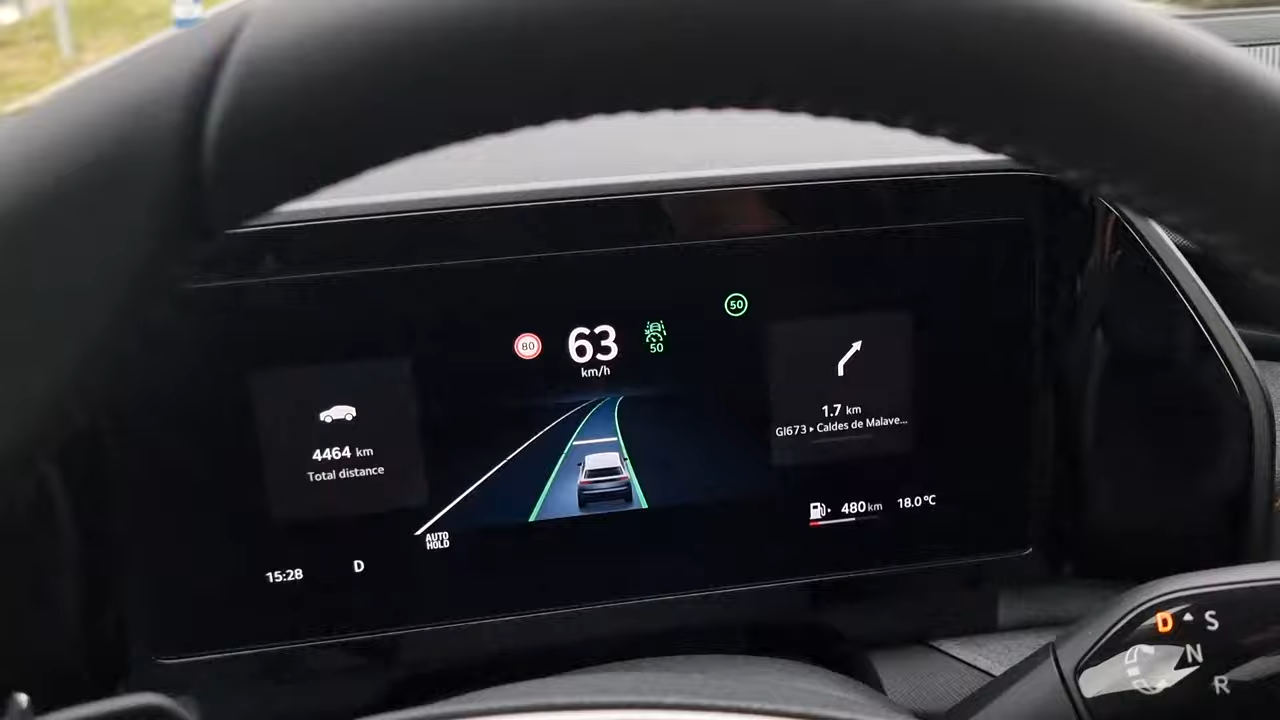 50
80
63
50
km/h
1.7 km
GI673 ▸ Caldes de Malave...
4464 km
Total distance
480 km
18.0 °C
AUTO
HOLD
15:28
D
D S
N
R